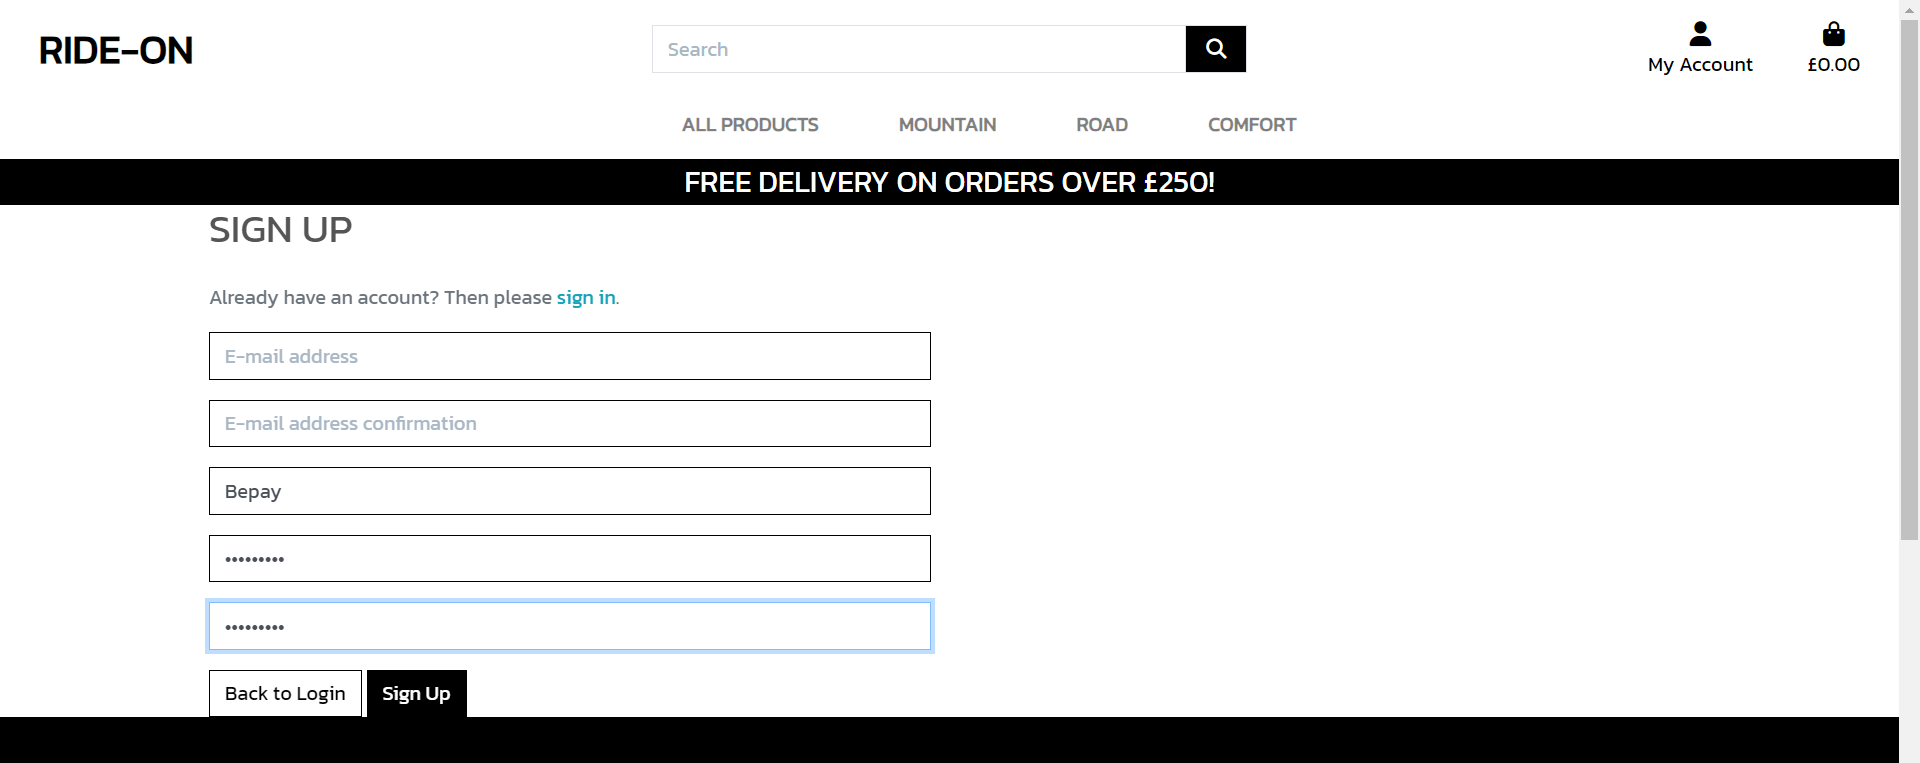 RIDE-ON
Search
My Account
£0.00
ALL PRODUCTS
MOUNTAIN
ROAD
COMFORT
FREE DELIVERY ON ORDERS OVER £250!
SIGN UP
Already have an account? Then please sign in.
E-mail address
E-mail address confirmation
Bepay
•••••••••
•••••••••
Back to Login
Sign Up